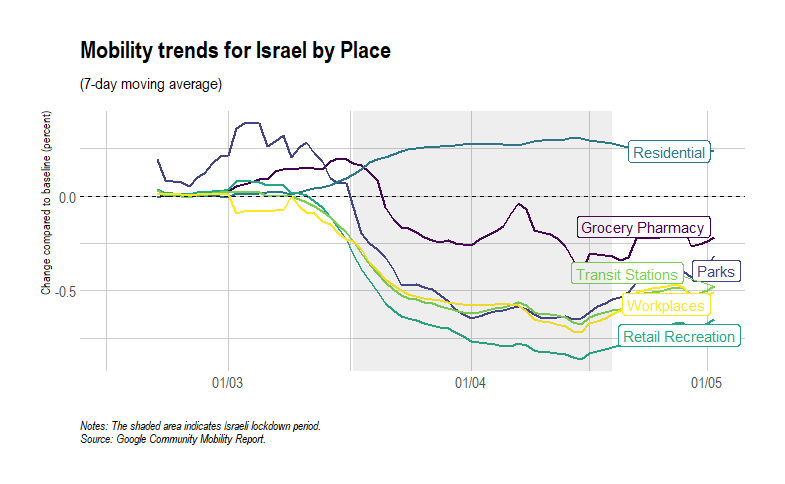 Mobility trends for Israel by Place
(7-day moving average)
Change compared to baseline (percent)
0.0
-0.5
Residential
Grocery Pharmacy
Transit Stations
Parks
Workplaces
Retail Recreation
01/03
01/04
01/05
Notes: The shaded area indicates Israeli lockdown period.
Source: Google Community Mobility Report.